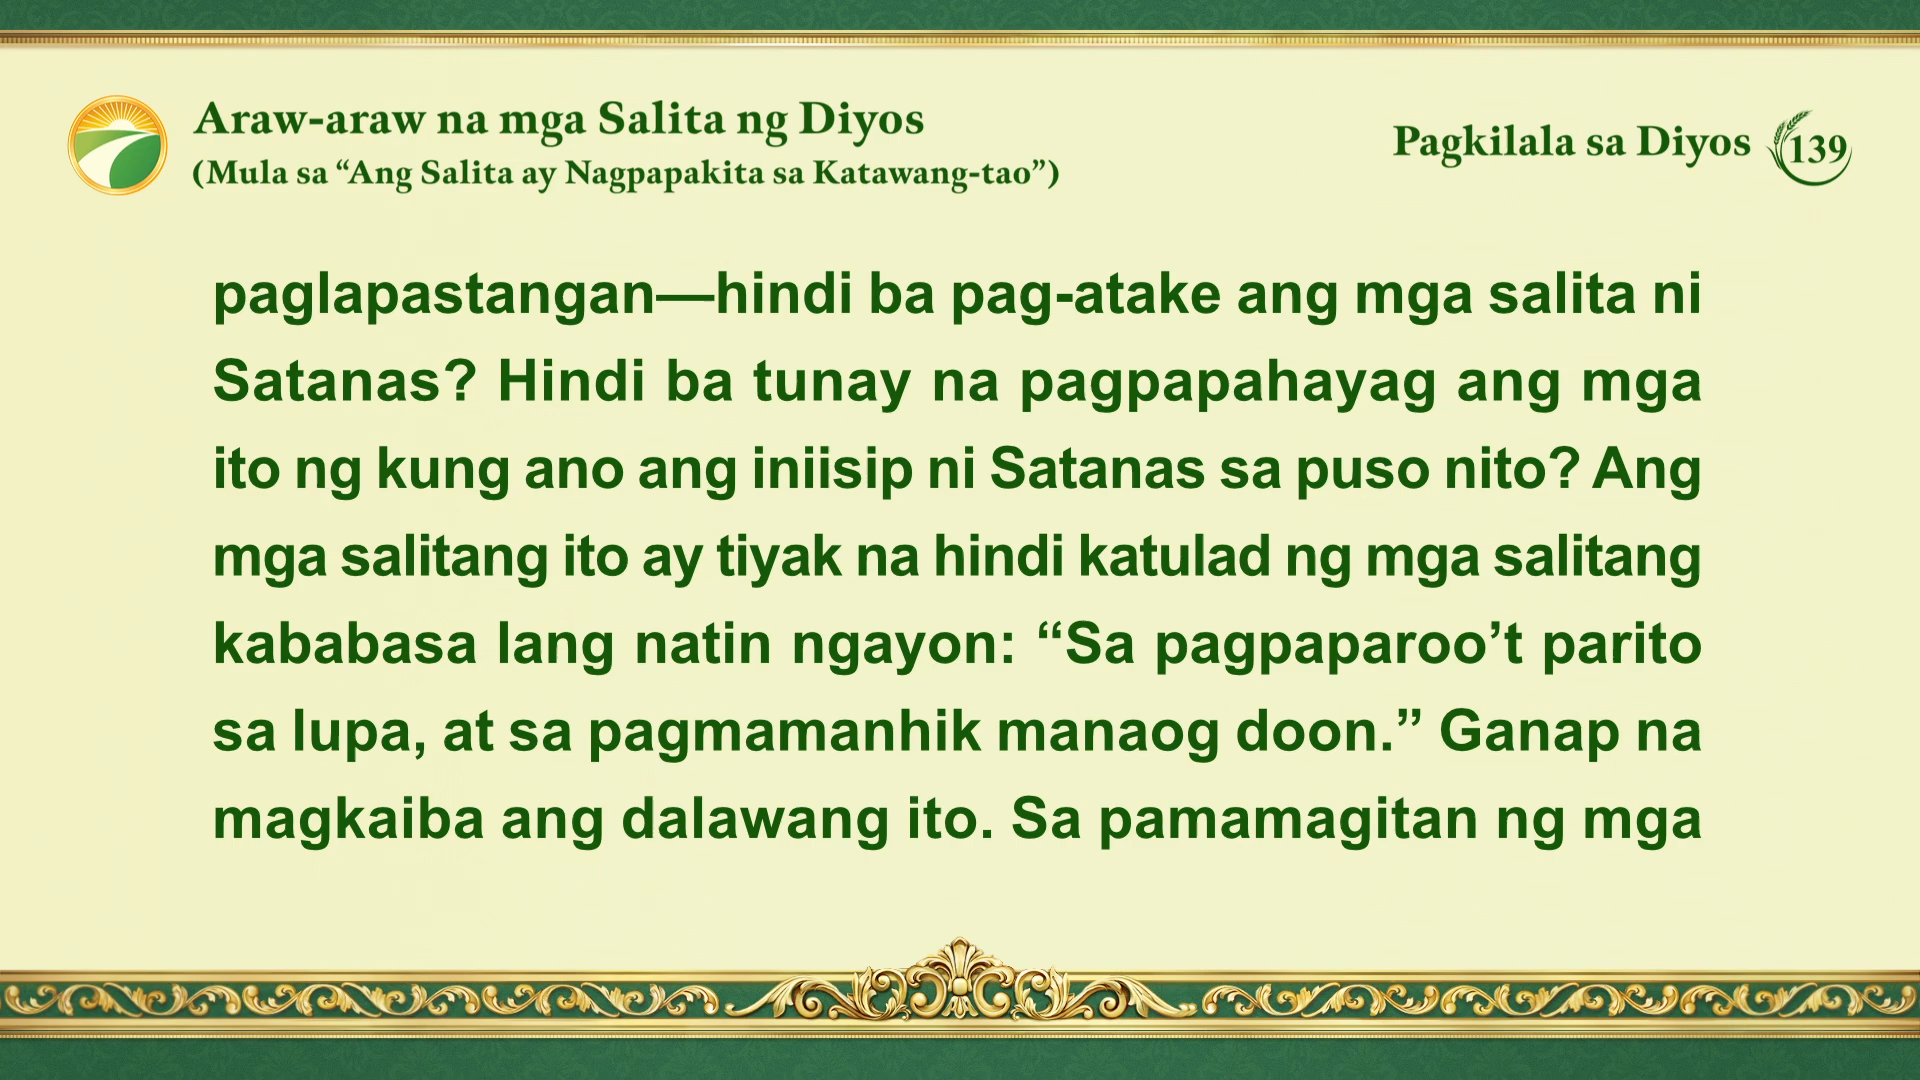 Araw-araw na mga Salita ng Diyos
(Mula sa “Ang Salita ay Nagpapakita sa Katawang-tao”)
Pagkilala sa Diyos 139
paglapastangan—hindi ba pag-atake ang mga salita ni
Satanas? Hindi ba tunay na pagpapahayag ang mga
ito ng kung ano ang iniisip ni Satanas sa puso nito? Ang
mga salitang ito ay tiyak na hindi katulad ng mga salitang
kababasa lang natin ngayon: “Sa pagpaparoo’t parito
sa lupa, at sa pagmamanhik manaog doon.” Ganap na
magkaiba ang dalawang ito. Sa pamamagitan ng mga